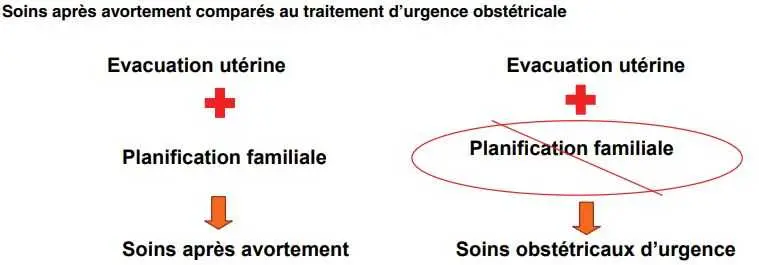 Soins après avortement comparés au traitement d'urgence obstétricale
Evacuation utérine
Planification familiale
Soins après avortement
Evacuation utérine
Planification familiale
Soins obstétricaux d'urgence